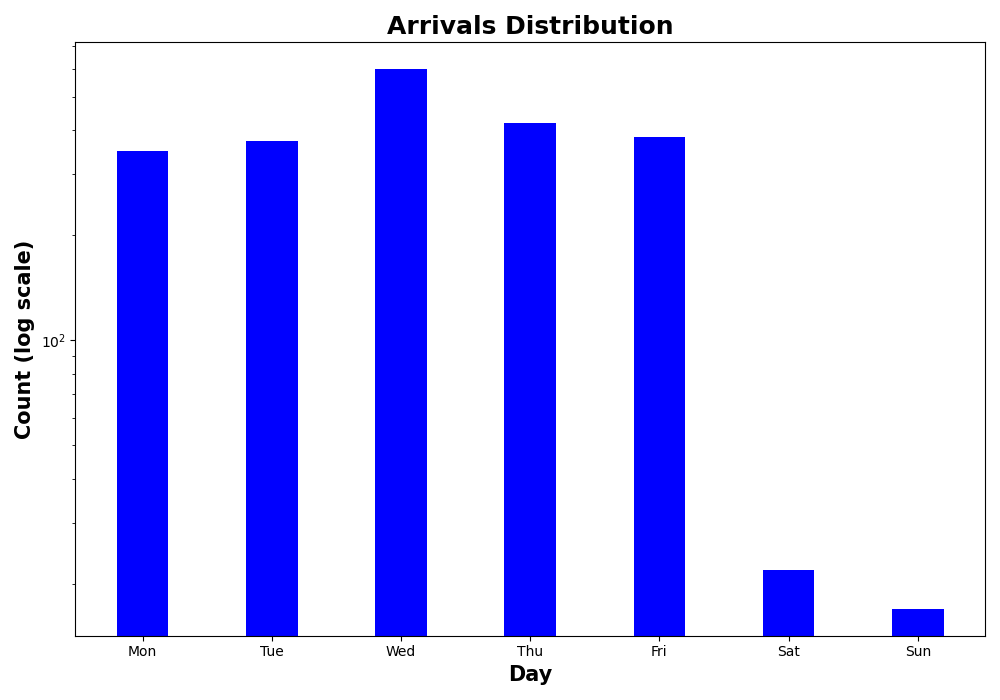 Arrivals Distribution
Count (log scale)
10²
Mon Tue Wed Thu Fri Sat Sun
Day